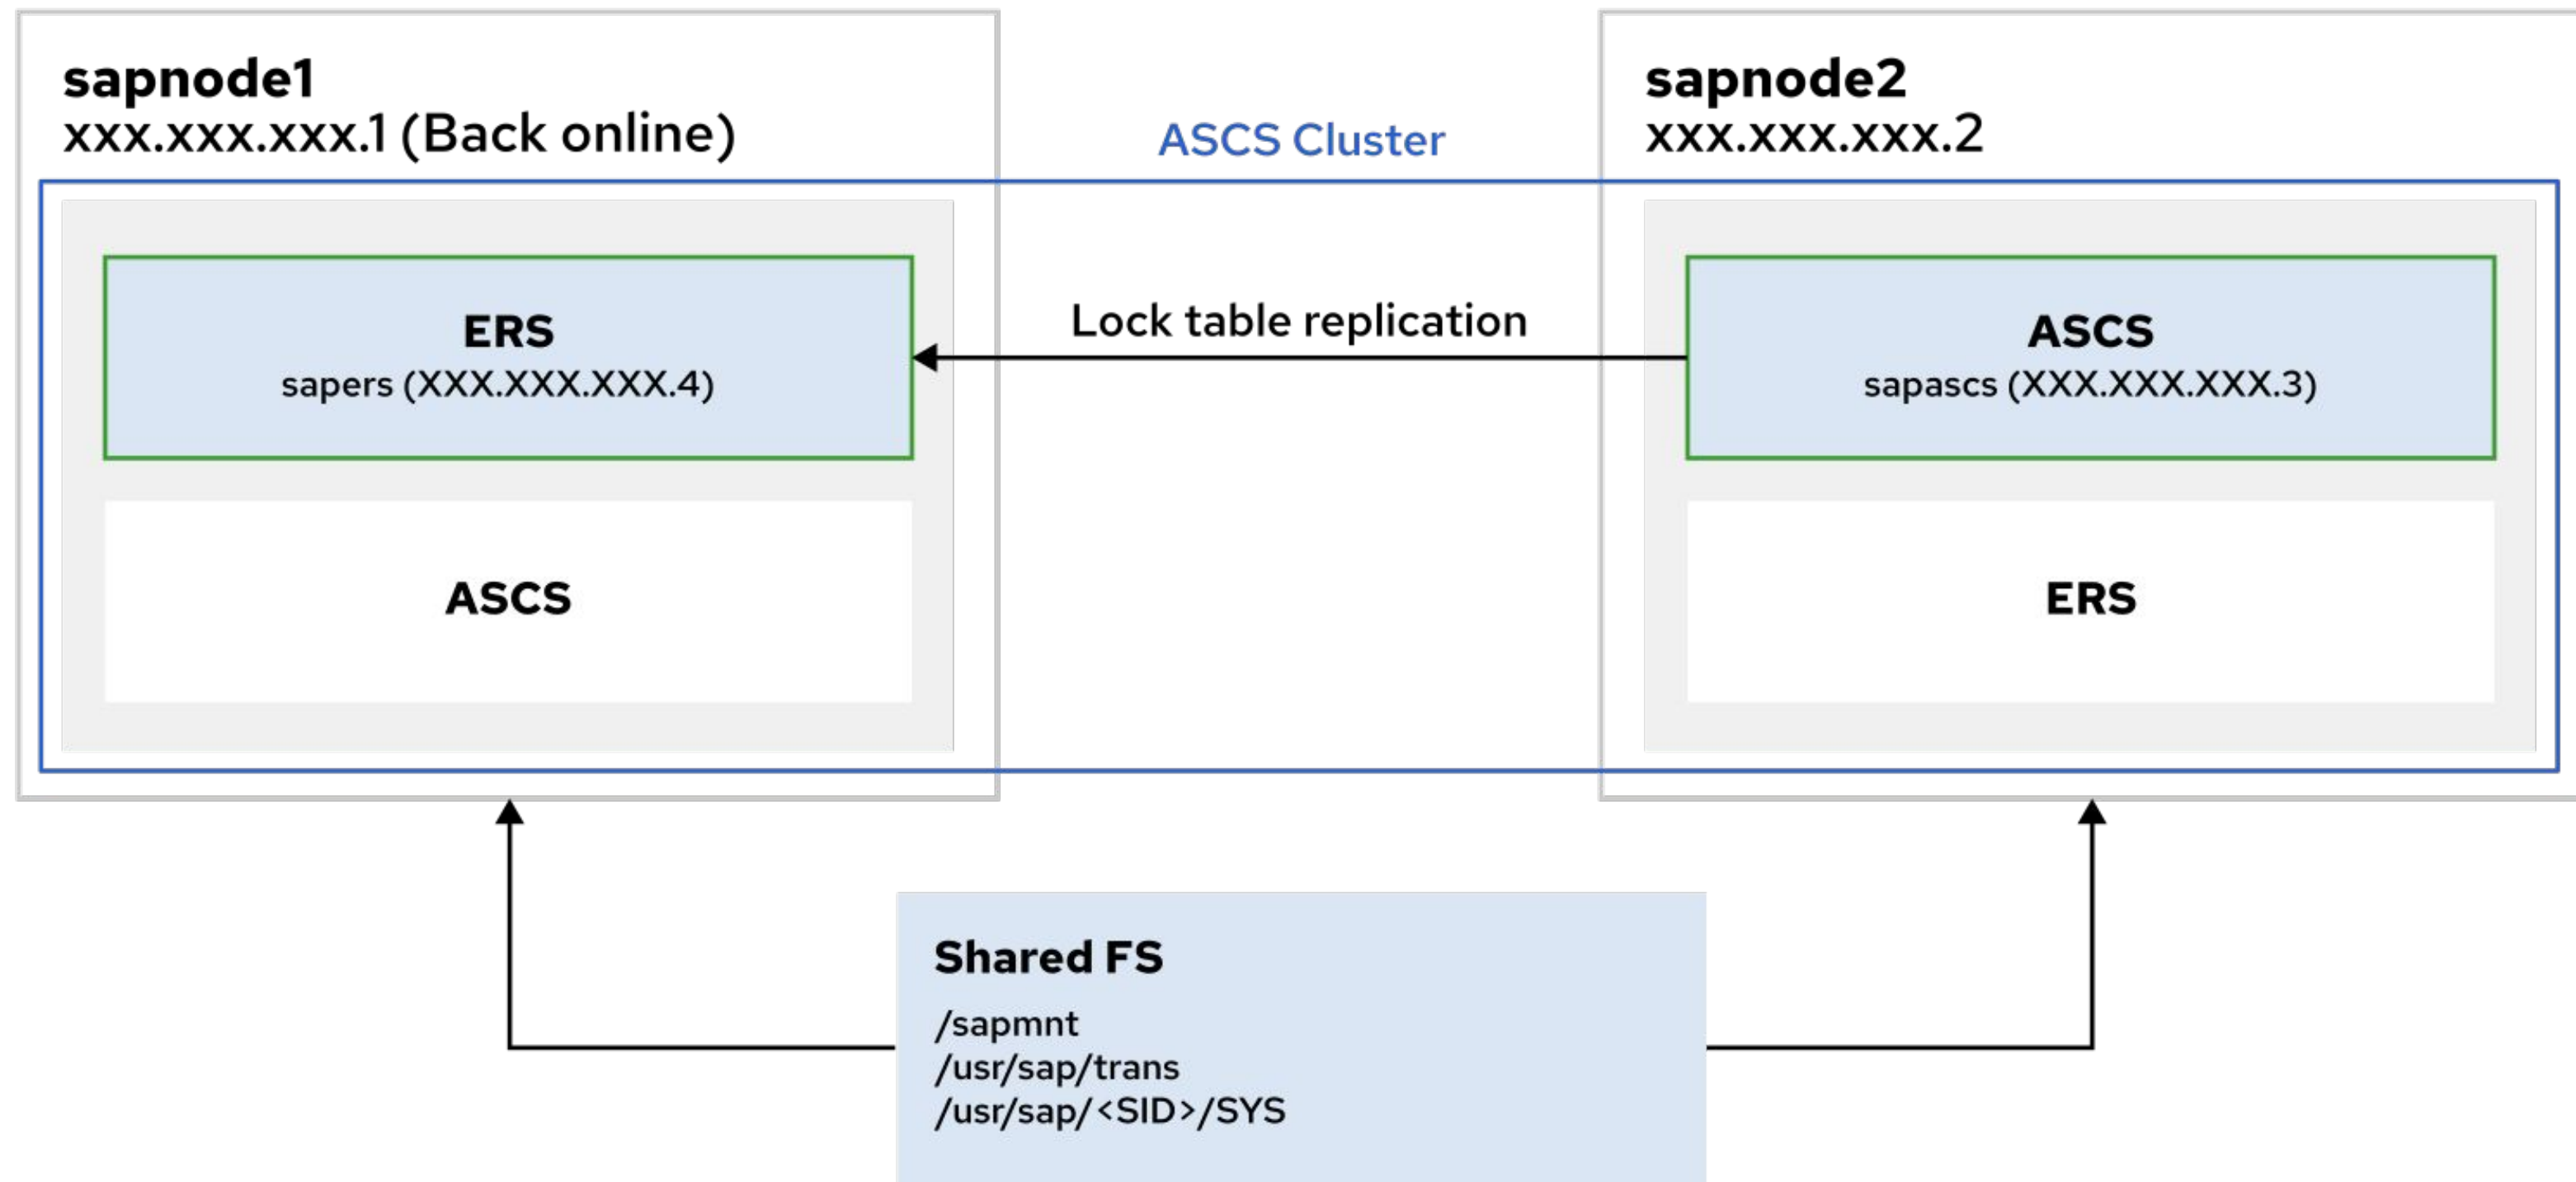 sapnode1
xxx.xxx.xxx.1 (Back online)
ASCS Cluster
sapnode2
xxx.xxx.xxx.2
ERS
sapers (XXX.XXX.XXX.4)
Lock table replication
ASCS
sapascs (XXX.XXX.XXX.3)
ASCS
ERS
Shared FS
/sapmnt
/usr/sap/trans
/usr/sap/<SID>/SYS